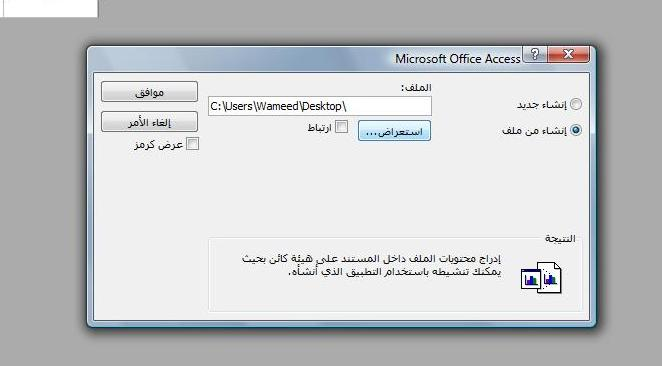 Microsoft Office Access
الملف:
موافق
إنشاء جديد
C:\Users\Wameed\Desktop\
إلغاء الأمر
إنشاء من ملف
استعراض...
ارتباط
عرض كرمز
النتيجة
إدراج محتويات الملف داخل المستند على هيئة كائن بحيث
يمكنك تنشيطه باستخدام التطبيق الذي أنشأه.